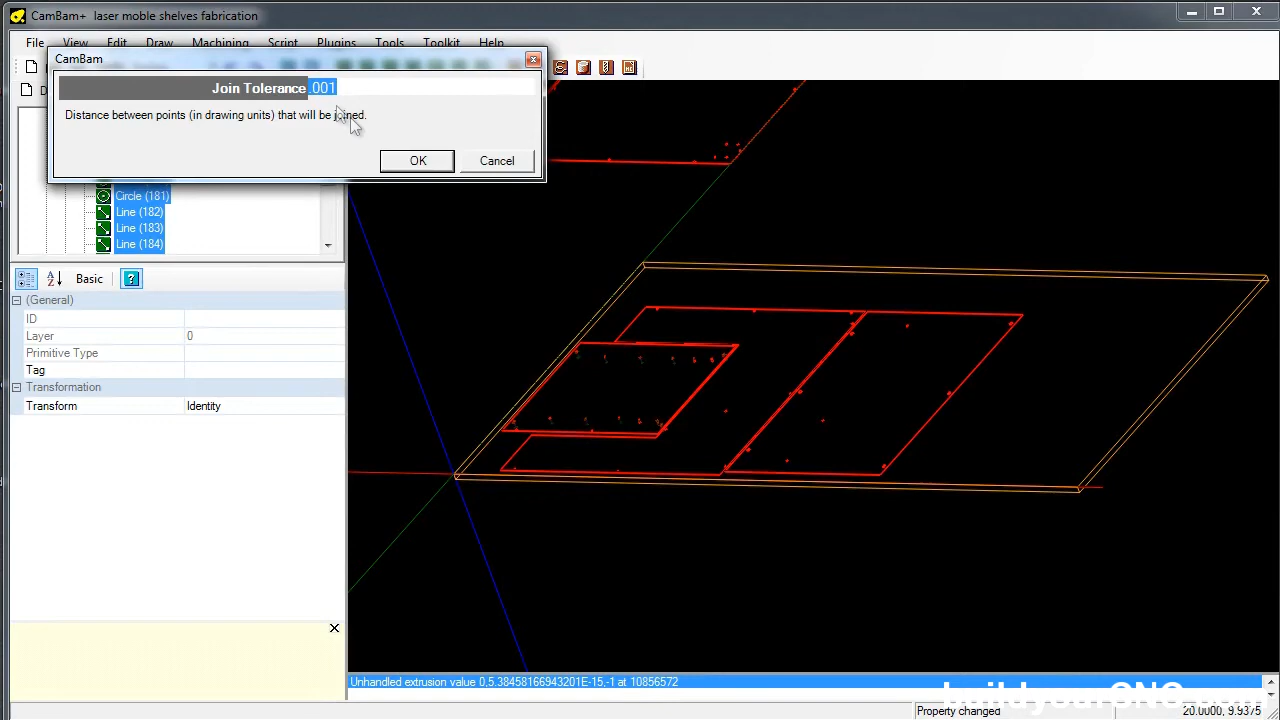 CamBam+ laser moble shelves fabrication
File View Edit Draw Machining Script Plugins Tools Toolkit Help
CamBam
Join Tolerance .001
Distance between points (in drawing units) that will be joined.
OK Cancel
Circle (181)
Line (182)
Line (183)
Line (184)
Basic
(General)
ID
Layer 0
Primitive Type
Tag
Transformation
Transform Identity
Unhandled extrusion value 0,5.38458166943201E-15,-1 at 10856572
buildyourCNC.com
Property changed 20.0000, 9.9375